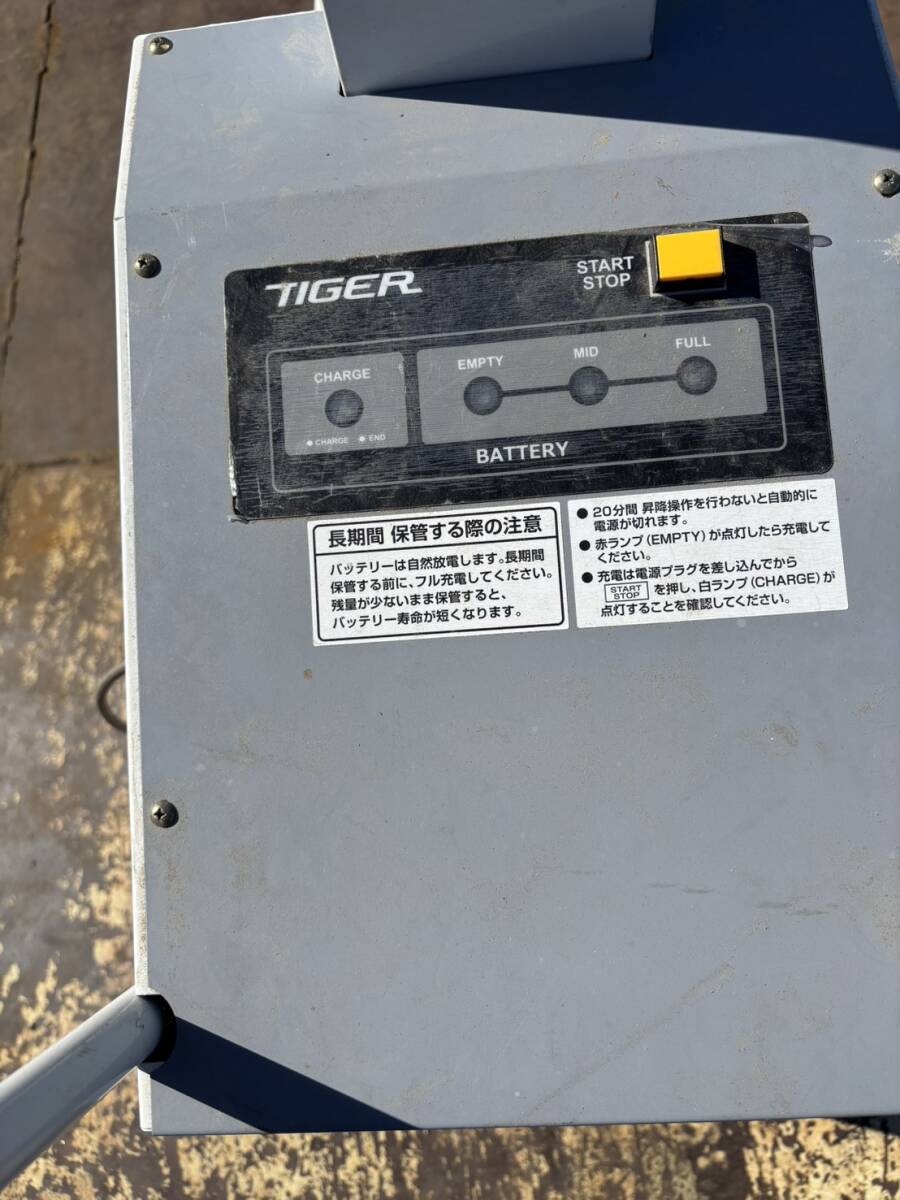 TIGER
START
STOP
CHARGE
● CHARGE ● END
EMPTY
MID
FULL
BATTERY
長期間 保管する際の注意
バッテリーは自然放電します。長期間
保管する前に、フル充電してください。
残量が少ないまま保管すると、
バッテリー寿命が短くなります。
● 20分間 昇降操作を行わないと自動的に
電源が切れます。
● 赤ランプ(EMPTY)が点灯したら充電して
ください。
● 充電は電源プラグを差し込んでから
START STOP を押し、白ランプ(CHARGE)が
点灯することを確認してください。